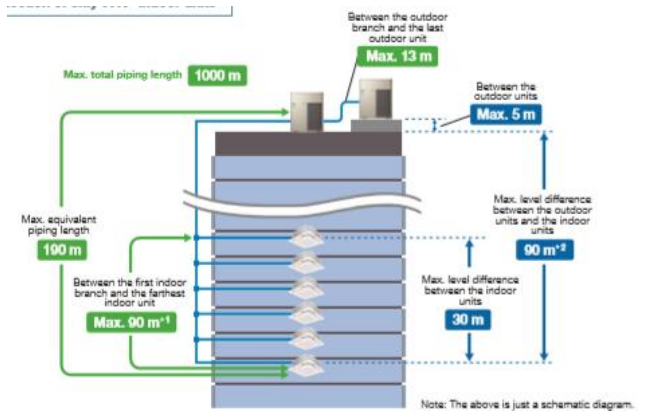 Between the outdoor
branch and the last
outdoor unit
Max. 13 m
Max. total piping length 1000 m
Between the
outdoor units
Max. 5 m
Max. equivalent
piping length
190 m
Between the first indoor
branch and the farthest
indoor unit
Max. 90 m*1
Max. level difference
between the outdoor
units and the indoor
units
90 m*2
Max. level difference
between the indoor
units
30 m
Note: The above is just a schematic diagram.